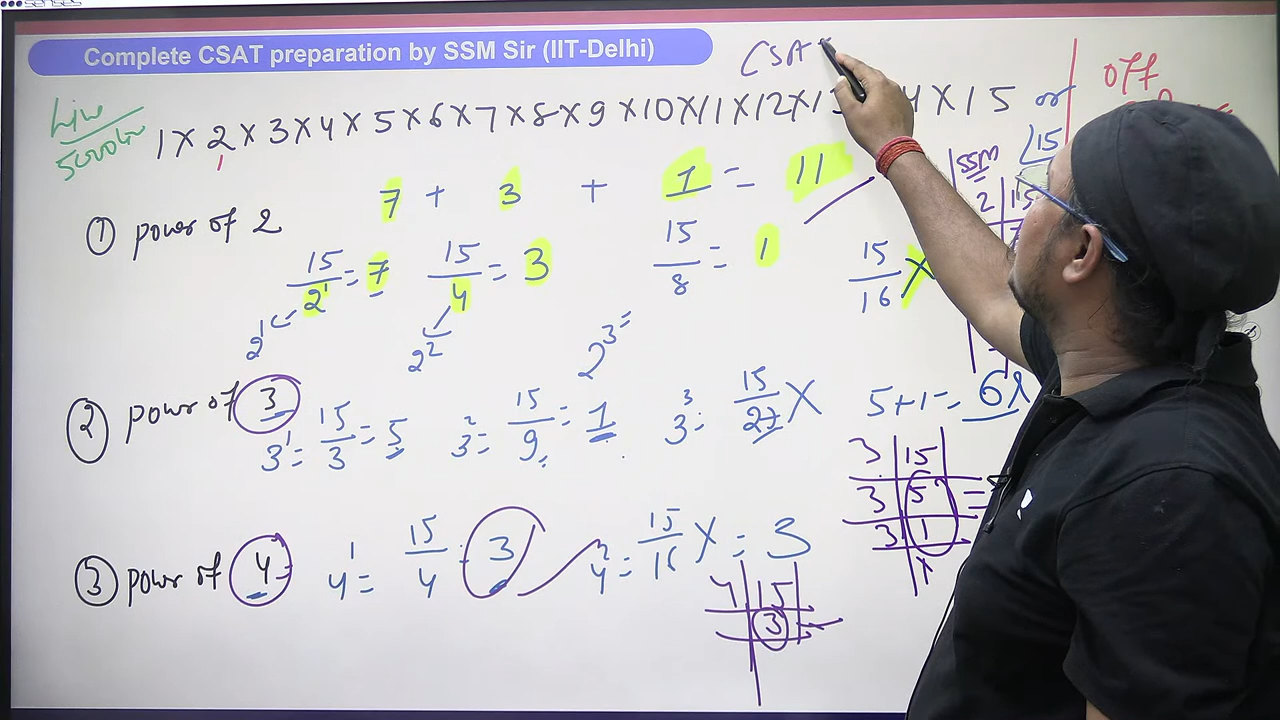 Complete CSAT preparation by SSM Sir (IIT-Delhi)
CSAT
Live
1 × 2 × 3 × 4 × 5 × 6 × 7 × 8 × 9 × 10 × 11 × 12 × 1 4 × 15 or
off
SSM
15
2 15
7 + 3 + 1 = 11
① power of 2
15/2¹ = 7 15/4 = 3 15/8 = 1 15/16 ×
2¹ 2² 2³ =
② power of 3
3¹ = 15/3 = 5 3² = 15/9 = 1 3³ = 15/27 × 5+1 = 6
3 15
3 5 =
3 1
×
③ power of 4 = 4¹ = 15/4 = 3 4² = 15/16 × = 3
4 15
3